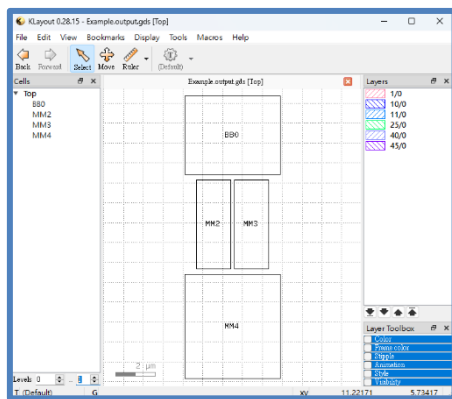 KLayout 0.28.15 - Example.output.gds [Top]
File Edit View Bookmarks Display Tools Macros Help
Back Forward Select Move Ruler (Default)
Cells
Example.output.gds [Top]
Layers
Top
BB0
MM2
MM3
MM4
BB0
MM2 MM3
MM4
2 µm
1/0
10/0
11/0
25/0
40/0
45/0
Layer Toolbox
Color
Frame color
Stipple
Animation
Style
Visibility
Levels 0 ..
T (Default) G xy 11.22171 5.73417